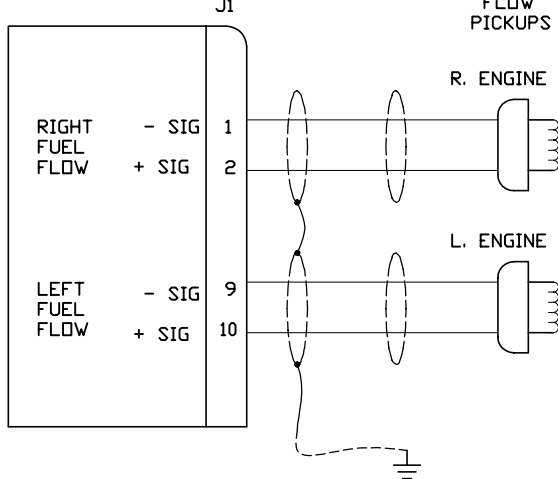 J1
FLOW
PICKUPS
R. ENGINE
RIGHT - SIG 1
FUEL
FLOW + SIG 2
L. ENGINE
LEFT - SIG 9
FUEL
FLOW + SIG 10